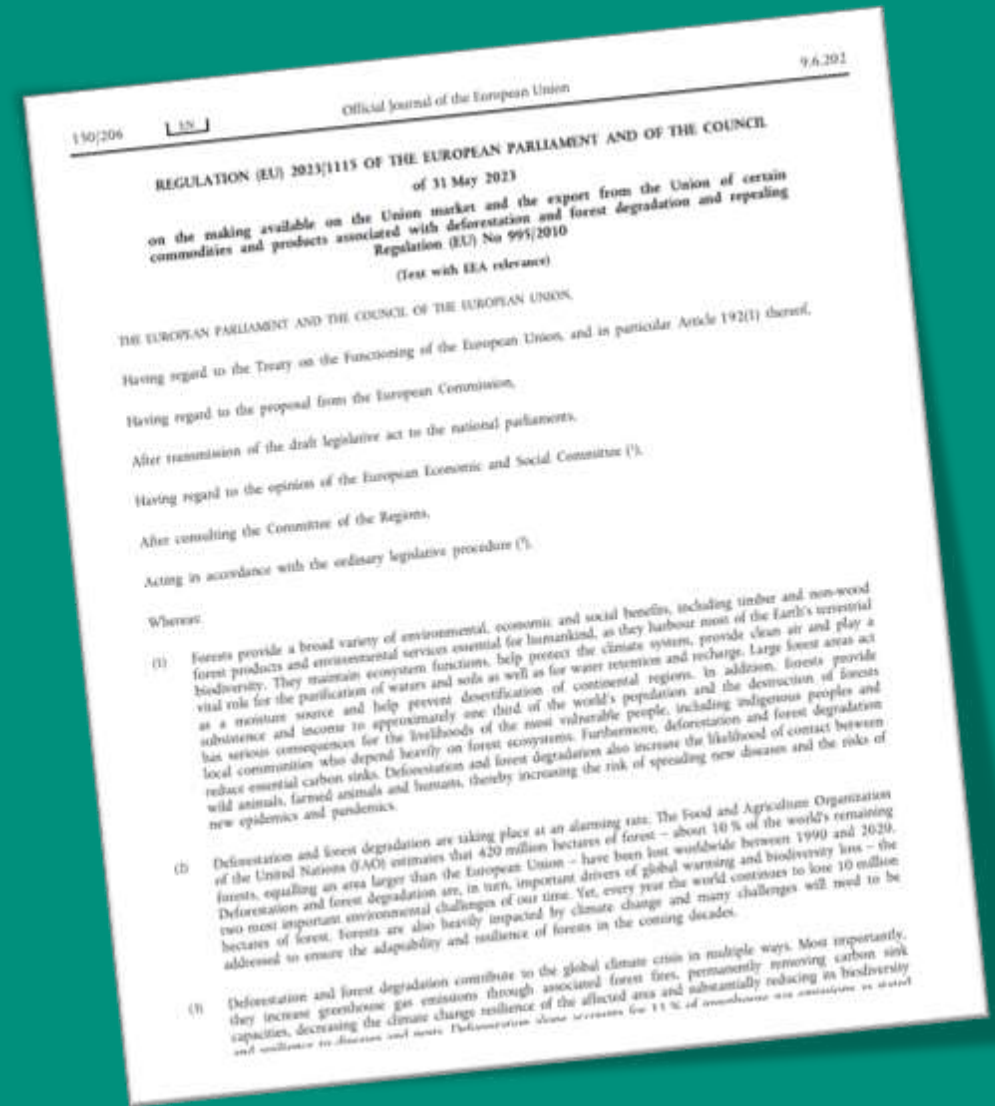 150/206
EN
Official Journal of the European Union
9.6.202
REGULATION (EU) 2023/1115 OF THE EUROPEAN PARLIAMENT AND OF THE COUNCIL
of 31 May 2023
on the making available on the Union market and the export from the Union of certain
commodities and products associated with deforestation and forest degradation and repealing
Regulation (EU) No 995/2010
(Text with EEA relevance)
THE EUROPEAN PARLIAMENT AND THE COUNCIL OF THE EUROPEAN UNION,
Having regard to the Treaty on the Functioning of the European Union, and in particular Article 192(1) thereof,
Having regard to the proposal from the European Commission,
After transmission of the draft legislative act to the national parliaments,
Having regard to the opinion of the European Economic and Social Committee (¹),
After consulting the Committee of the Regions,
Acting in accordance with the ordinary legislative procedure (²),
Whereas:
(1) Forests provide a broad variety of environmental, economic and social benefits, including timber and non-wood
forest products and environmental services essential for humankind, as they harbour most of the Earth's terrestrial
biodiversity. They maintain ecosystem functions, help protect the climate system, provide clean air and play a
vital role for the purification of waters and soils as well as for water retention and recharge. Large forest areas act
as a moisture source and help prevent desertification of continental regions. In addition, forests provide
subsistence and income to approximately one third of the world's population and the destruction of forests
has serious consequences for the livelihoods of the most vulnerable people, including indigenous peoples and
local communities who depend heavily on forest ecosystems. Furthermore, deforestation and forest degradation
reduce essential carbon sinks. Deforestation and forest degradation also increase the likelihood of contact between
wild animals, farmed animals and humans, thereby increasing the risk of spreading new diseases and the risks of
new epidemics and pandemics.
(2) Deforestation and forest degradation are taking place at an alarming rate. The Food and Agriculture Organization
of the United Nations (FAO) estimates that 420 million hectares of forest – about 10 % of the world's remaining
forests, equalling an area larger than the European Union – have been lost worldwide between 1990 and 2020.
Deforestation and forest degradation are, in turn, important drivers of global warming and biodiversity loss – the
two most important environmental challenges of our time. Yet, every year the world continues to lose 10 million
hectares of forest. Forests are also heavily impacted by climate change and many challenges will need to be
addressed to ensure the adaptability and resilience of forests in the coming decades.
(3) Deforestation and forest degradation contribute to the global climate crisis in multiple ways. Most importantly,
they increase greenhouse gas emissions through associated forest fires, permanently removing carbon sink
capacities, decreasing the climate change resilience of the affected area and substantially reducing its biodiversity
and resilience to diseases and pests. Deforestation alone accounts for 11 % of greenhouse gas emissions as stated